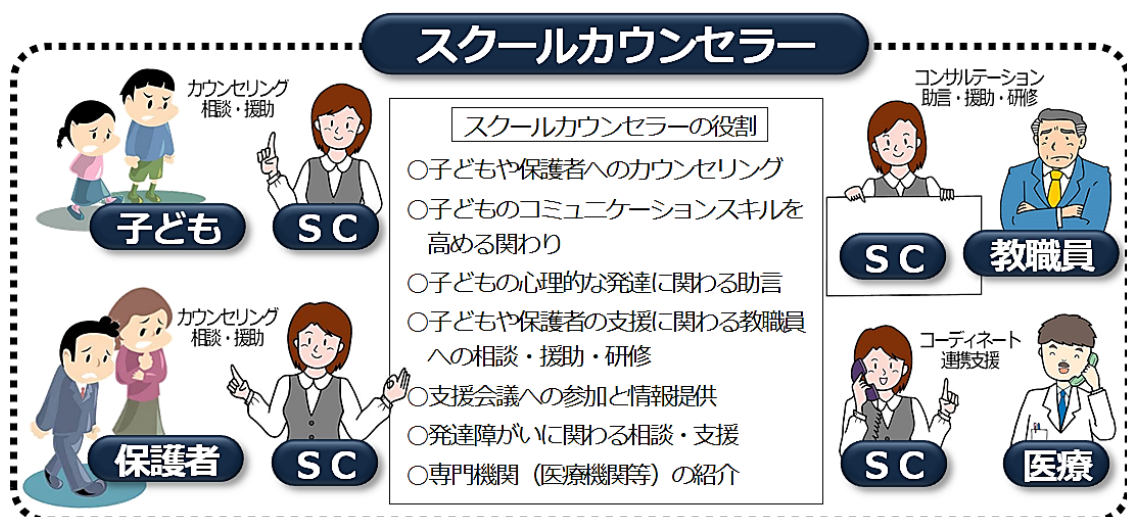 スクールカウンセラー
カウンセリング
相談・援助
子ども
ＳＣ
カウンセリング
相談・援助
保護者
ＳＣ
スクールカウンセラーの役割
○子どもや保護者へのカウンセリング
○子どものコミュニケーションスキルを
高める関わり
○子どもの心理的な発達に関わる助言
○子どもや保護者の支援に関わる教職員
への相談・援助・研修
○支援会議への参加と情報提供
○発達障がいに関わる相談・支援
○専門機関（医療機関等）の紹介
コンサルテーション
助言・援助・研修
ＳＣ
教職員
コーディネート
連携支援
ＳＣ
医療